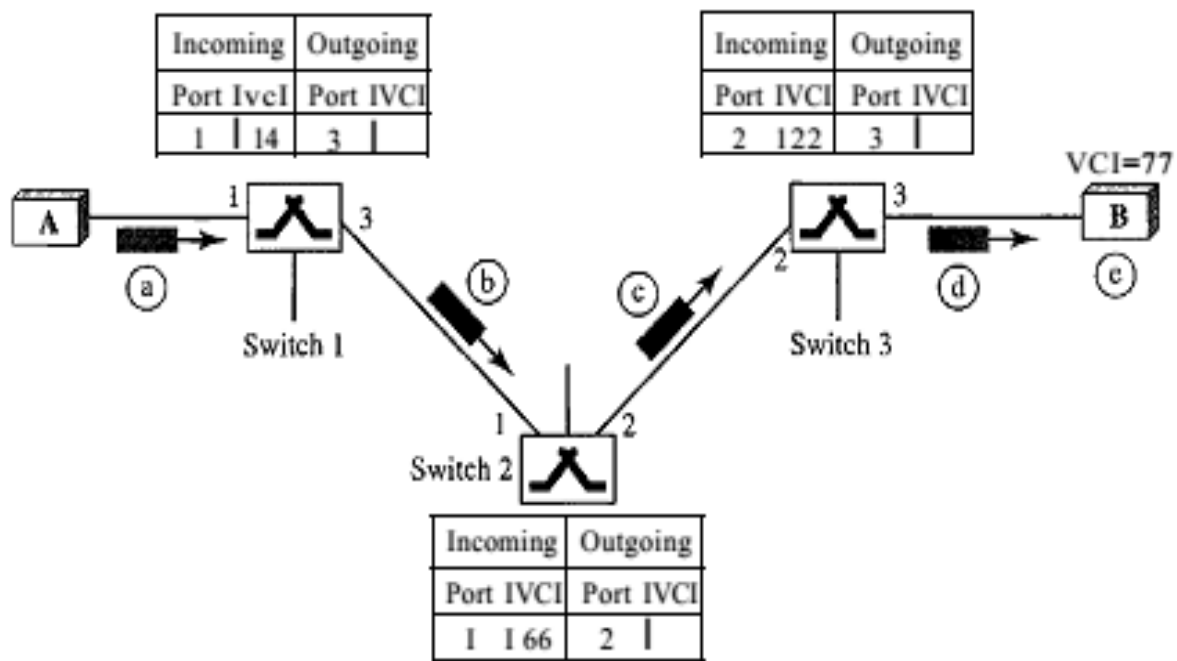 Incoming Outgoing
Port IvcI Port IVCI
1 | 14 3 |
Incoming Outgoing
Port IVCI Port IVCI
2 122 3 |
VCI=77
A
1
3
a
Switch 1
b
c
3
2
Switch 3
d
B
e
1
2
Switch 2
Incoming Outgoing
Port IVCI Port IVCI
I I 66 2 |